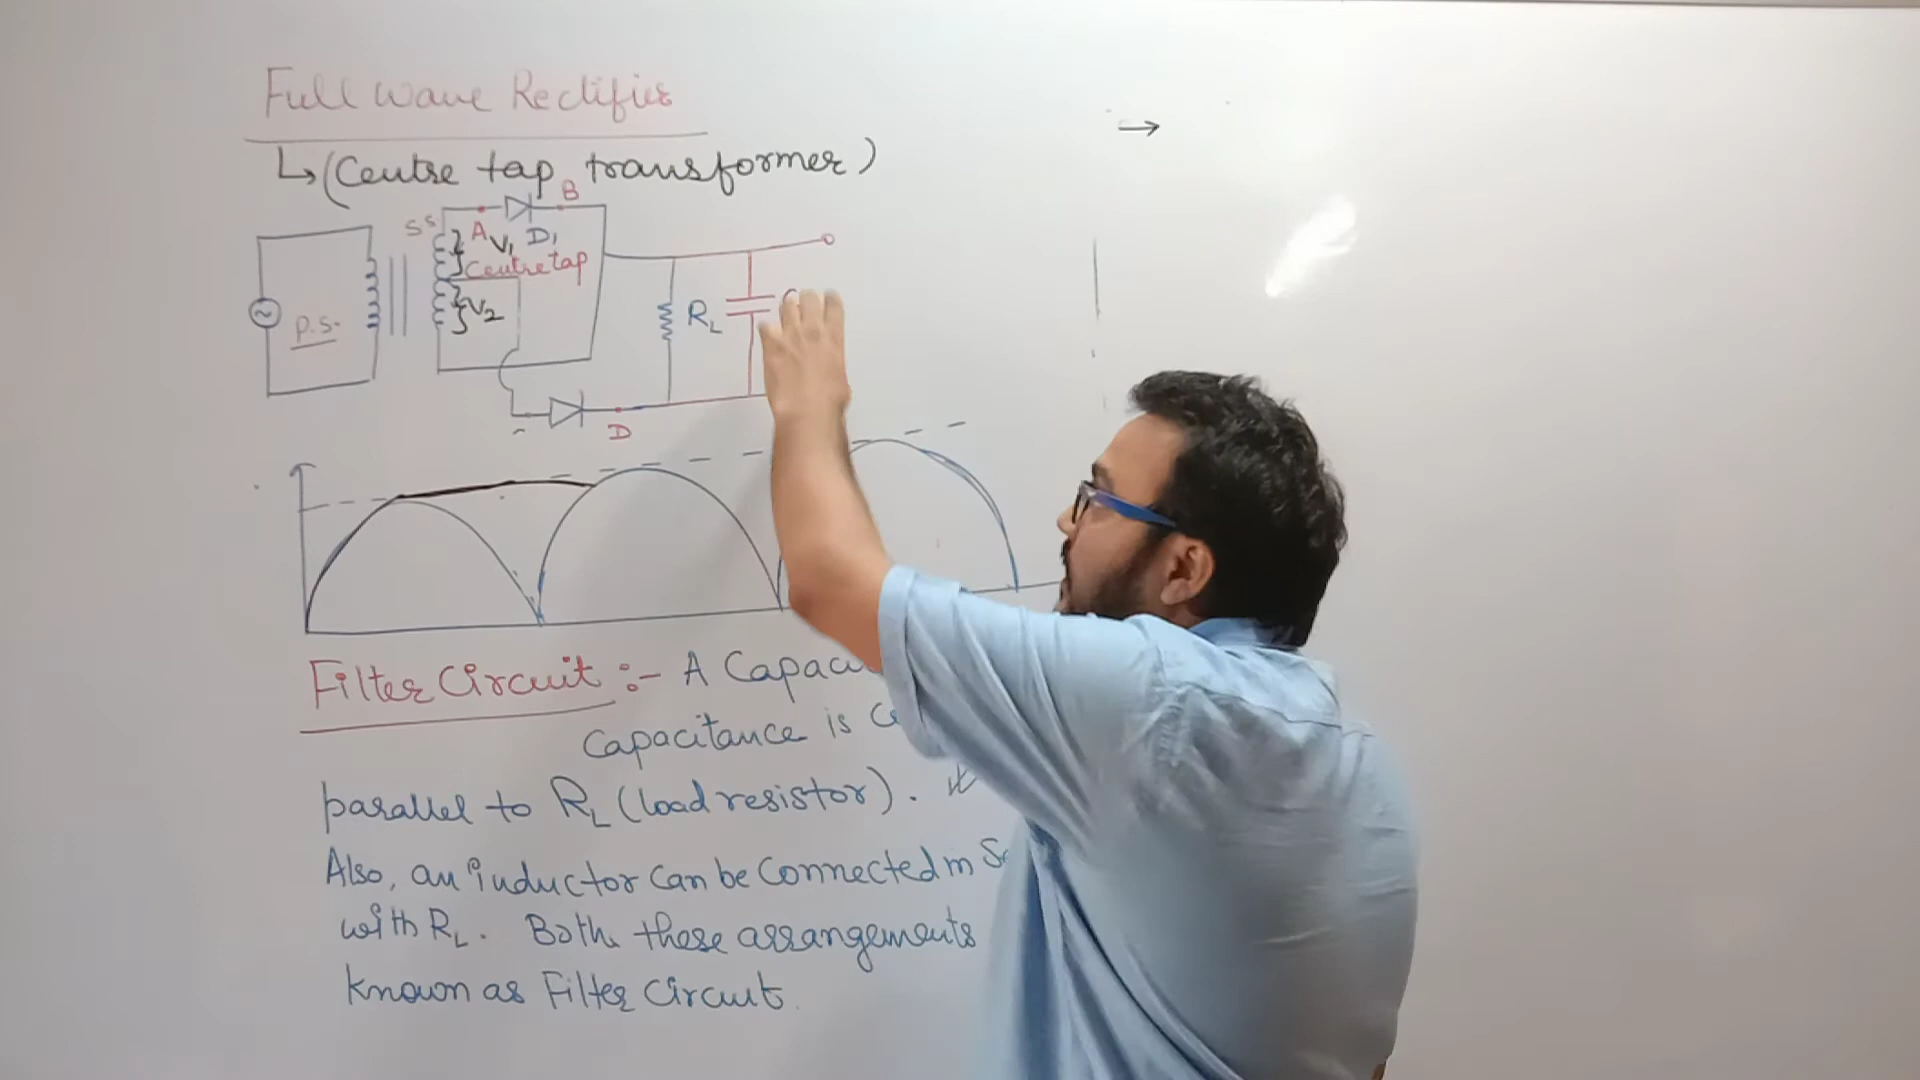 Full Wave Rectifier
↳ (Centre tap transformer)
A B
S.S.
V₁ D₁
Centre tap
V₂
P.S.
R_L
C
D
→
Filter Circuit :- A
Capacitance is
parallel to R_L (load resistor).
Also, an inductor can be connected in
with R_L. Both these arrangements
known as Filter Circuit.